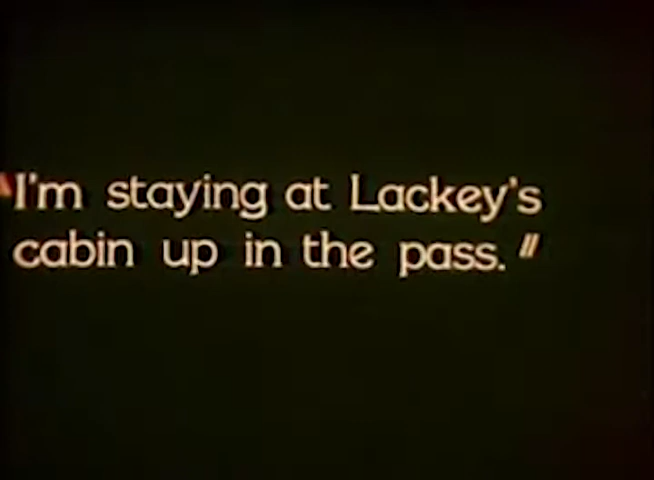 "I'm staying at Lackey's
cabin up in the pass."